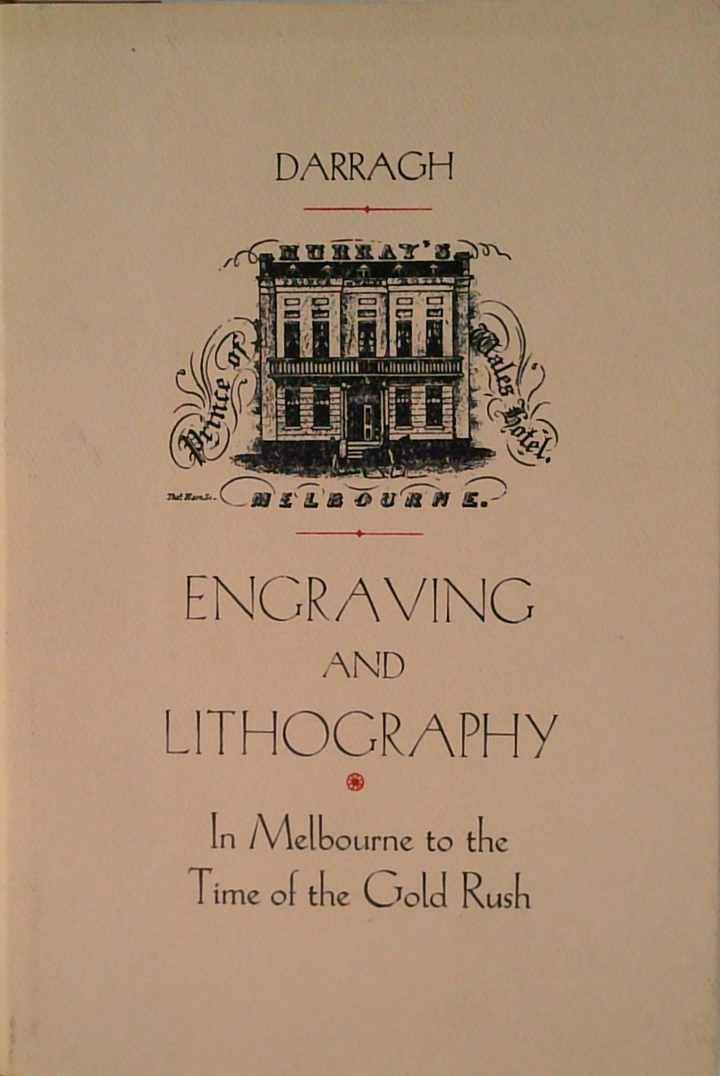 DARRAGH
MURRAY'S
Prince of
Wales Hotel.
MELBOURNE.
ENGRAVING
AND
LITHOGRAPHY
In Melbourne to the
Time of the Gold Rush